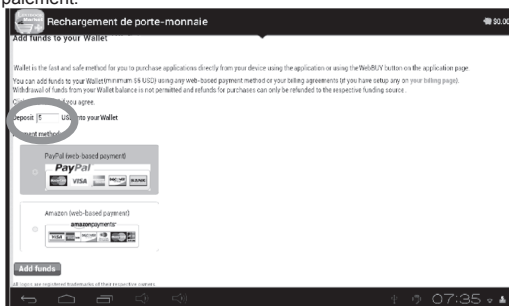 paiement.
Rechargement de porte-monnaie
$0.00
Add funds to your Wallet
Wallet is the fast and safe method for you to purchase applications directly from your device using the application or using the WebBUY button on the application page.
You can add funds to your Wallet(minimum $5 USD) using any web-based payment method or your billing agreements (if you have setup any on your billing page).
Withdrawal of funds from your Wallet balance is not permitted and refunds for purchases can only be refunded to the respective funding source.
you agree.
Deposit 5 USD into your Wallet
Payment method
PayPal (web-based payment)
PayPal
VISA BANK
Amazon (web-based payment)
amazonpayments
VISA
Add funds
All logos are registered trademarks of their respective owners
07:35